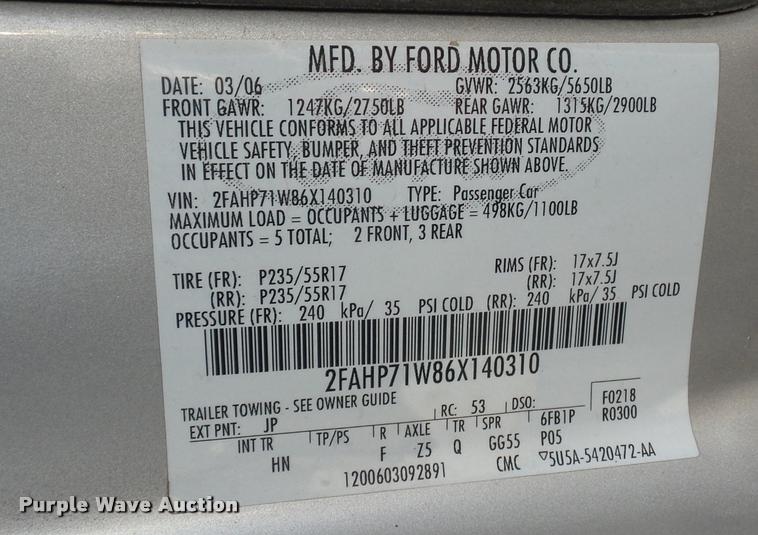 MFD. BY FORD MOTOR CO.
DATE: 03/06 GVWR: 2563KG/5650LB
FRONT GAWR: 1247KG/2750LB REAR GAWR: 1315KG/2900LB
THIS VEHICLE CONFORMS TO ALL APPLICABLE FEDERAL MOTOR
VEHICLE SAFETY, BUMPER, AND THEFT PREVENTION STANDARDS
IN EFFECT ON THE DATE OF MANUFACTURE SHOWN ABOVE.
VIN: 2FAHP71W86X140310 TYPE: Passenger Car
MAXIMUM LOAD = OCCUPANTS + LUGGAGE = 498KG/1100LB
OCCUPANTS = 5 TOTAL; 2 FRONT, 3 REAR
TIRE (FR): P235/55R17 RIMS (FR): 17x7.5J
(RR): P235/55R17 (RR): 17x7.5J
PRESSURE (FR): 240 kPa/ 35 PSI COLD (RR): 240 kPa/ 35 PSI COLD
2FAHP71W86X140310
TRAILER TOWING - SEE OWNER GUIDE
EXT PNT: JP RC: 53 DSO: F0218
INT TR TP/PS R AXLE TR SPR 6FB1P R0300
HN F Z5 Q GG55 P05
1200603092891 CMC ▽5U5A-5420472-AA
Purple Wave Auction